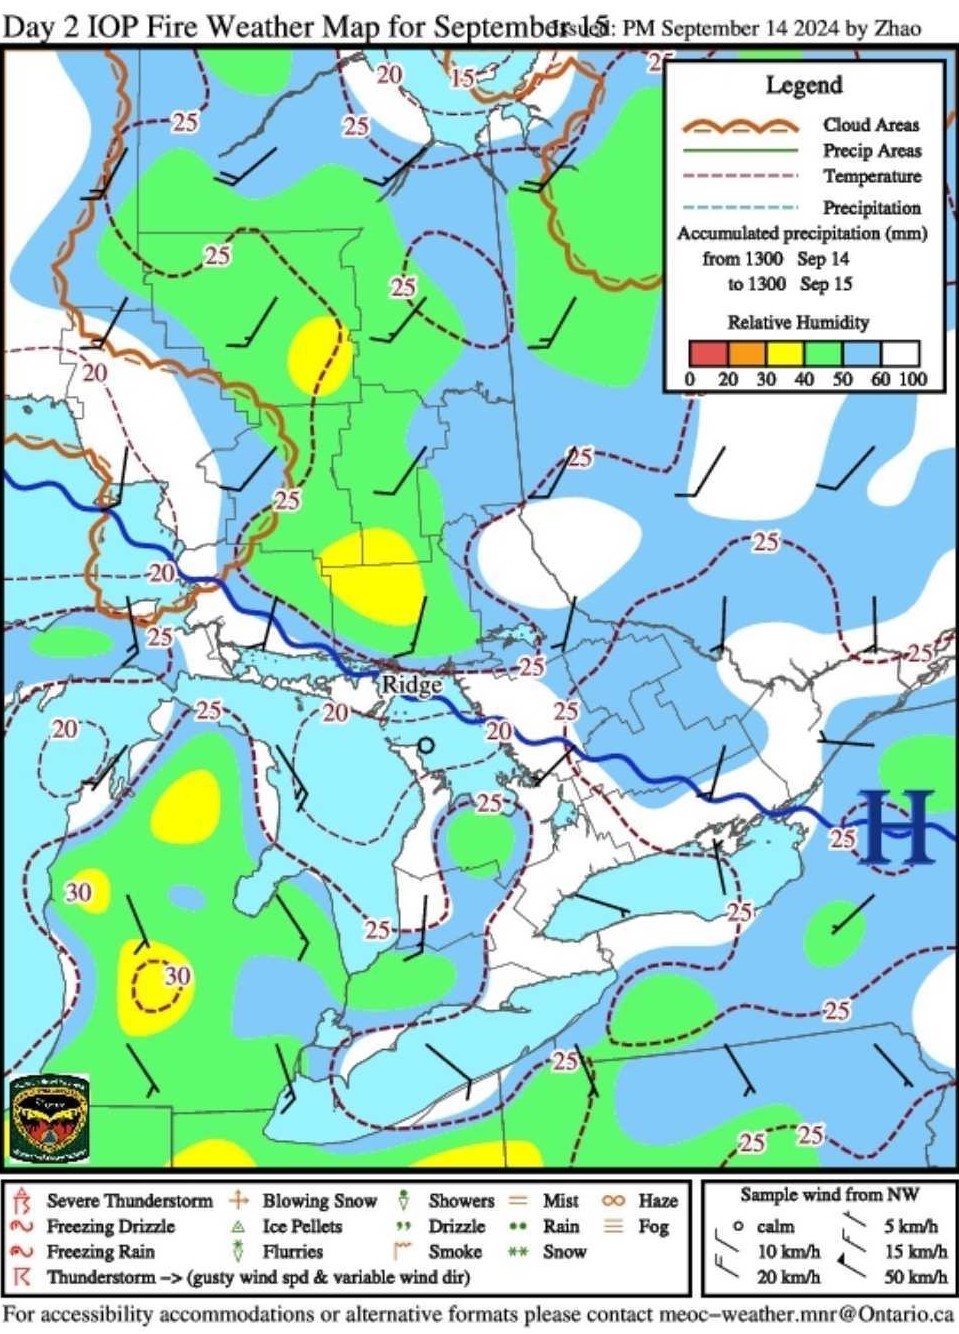 Day 2 IOP Fire Weather Map for September 15
Issued: PM September 14 2024 by Zhao
20 15 25
25 25
Legend
Cloud Areas
Precip Areas
Temperature
Precipitation
Accumulated precipitation (mm)
from 1300 Sep 14
to 1300 Sep 15
Relative Humidity
0 20 30 40 50 60 100
25
25
20
25
25
25
20
25
25
25
Ridge
20
25
20
25
20
25
H
25
30
25
25
30
25
25
25 25
Severe Thunderstorm
Freezing Drizzle
Freezing Rain
Thunderstorm -> (gusty wind spd & variable wind dir)
Blowing Snow
Ice Pellets
Flurries
Showers
Drizzle
Smoke
Mist
Rain
Snow
Haze
Fog
Sample wind from NW
calm 5 km/h
10 km/h 15 km/h
20 km/h 50 km/h
For accessibility accommodations or alternative formats please contact meoc-weather.mnr@Ontario.ca